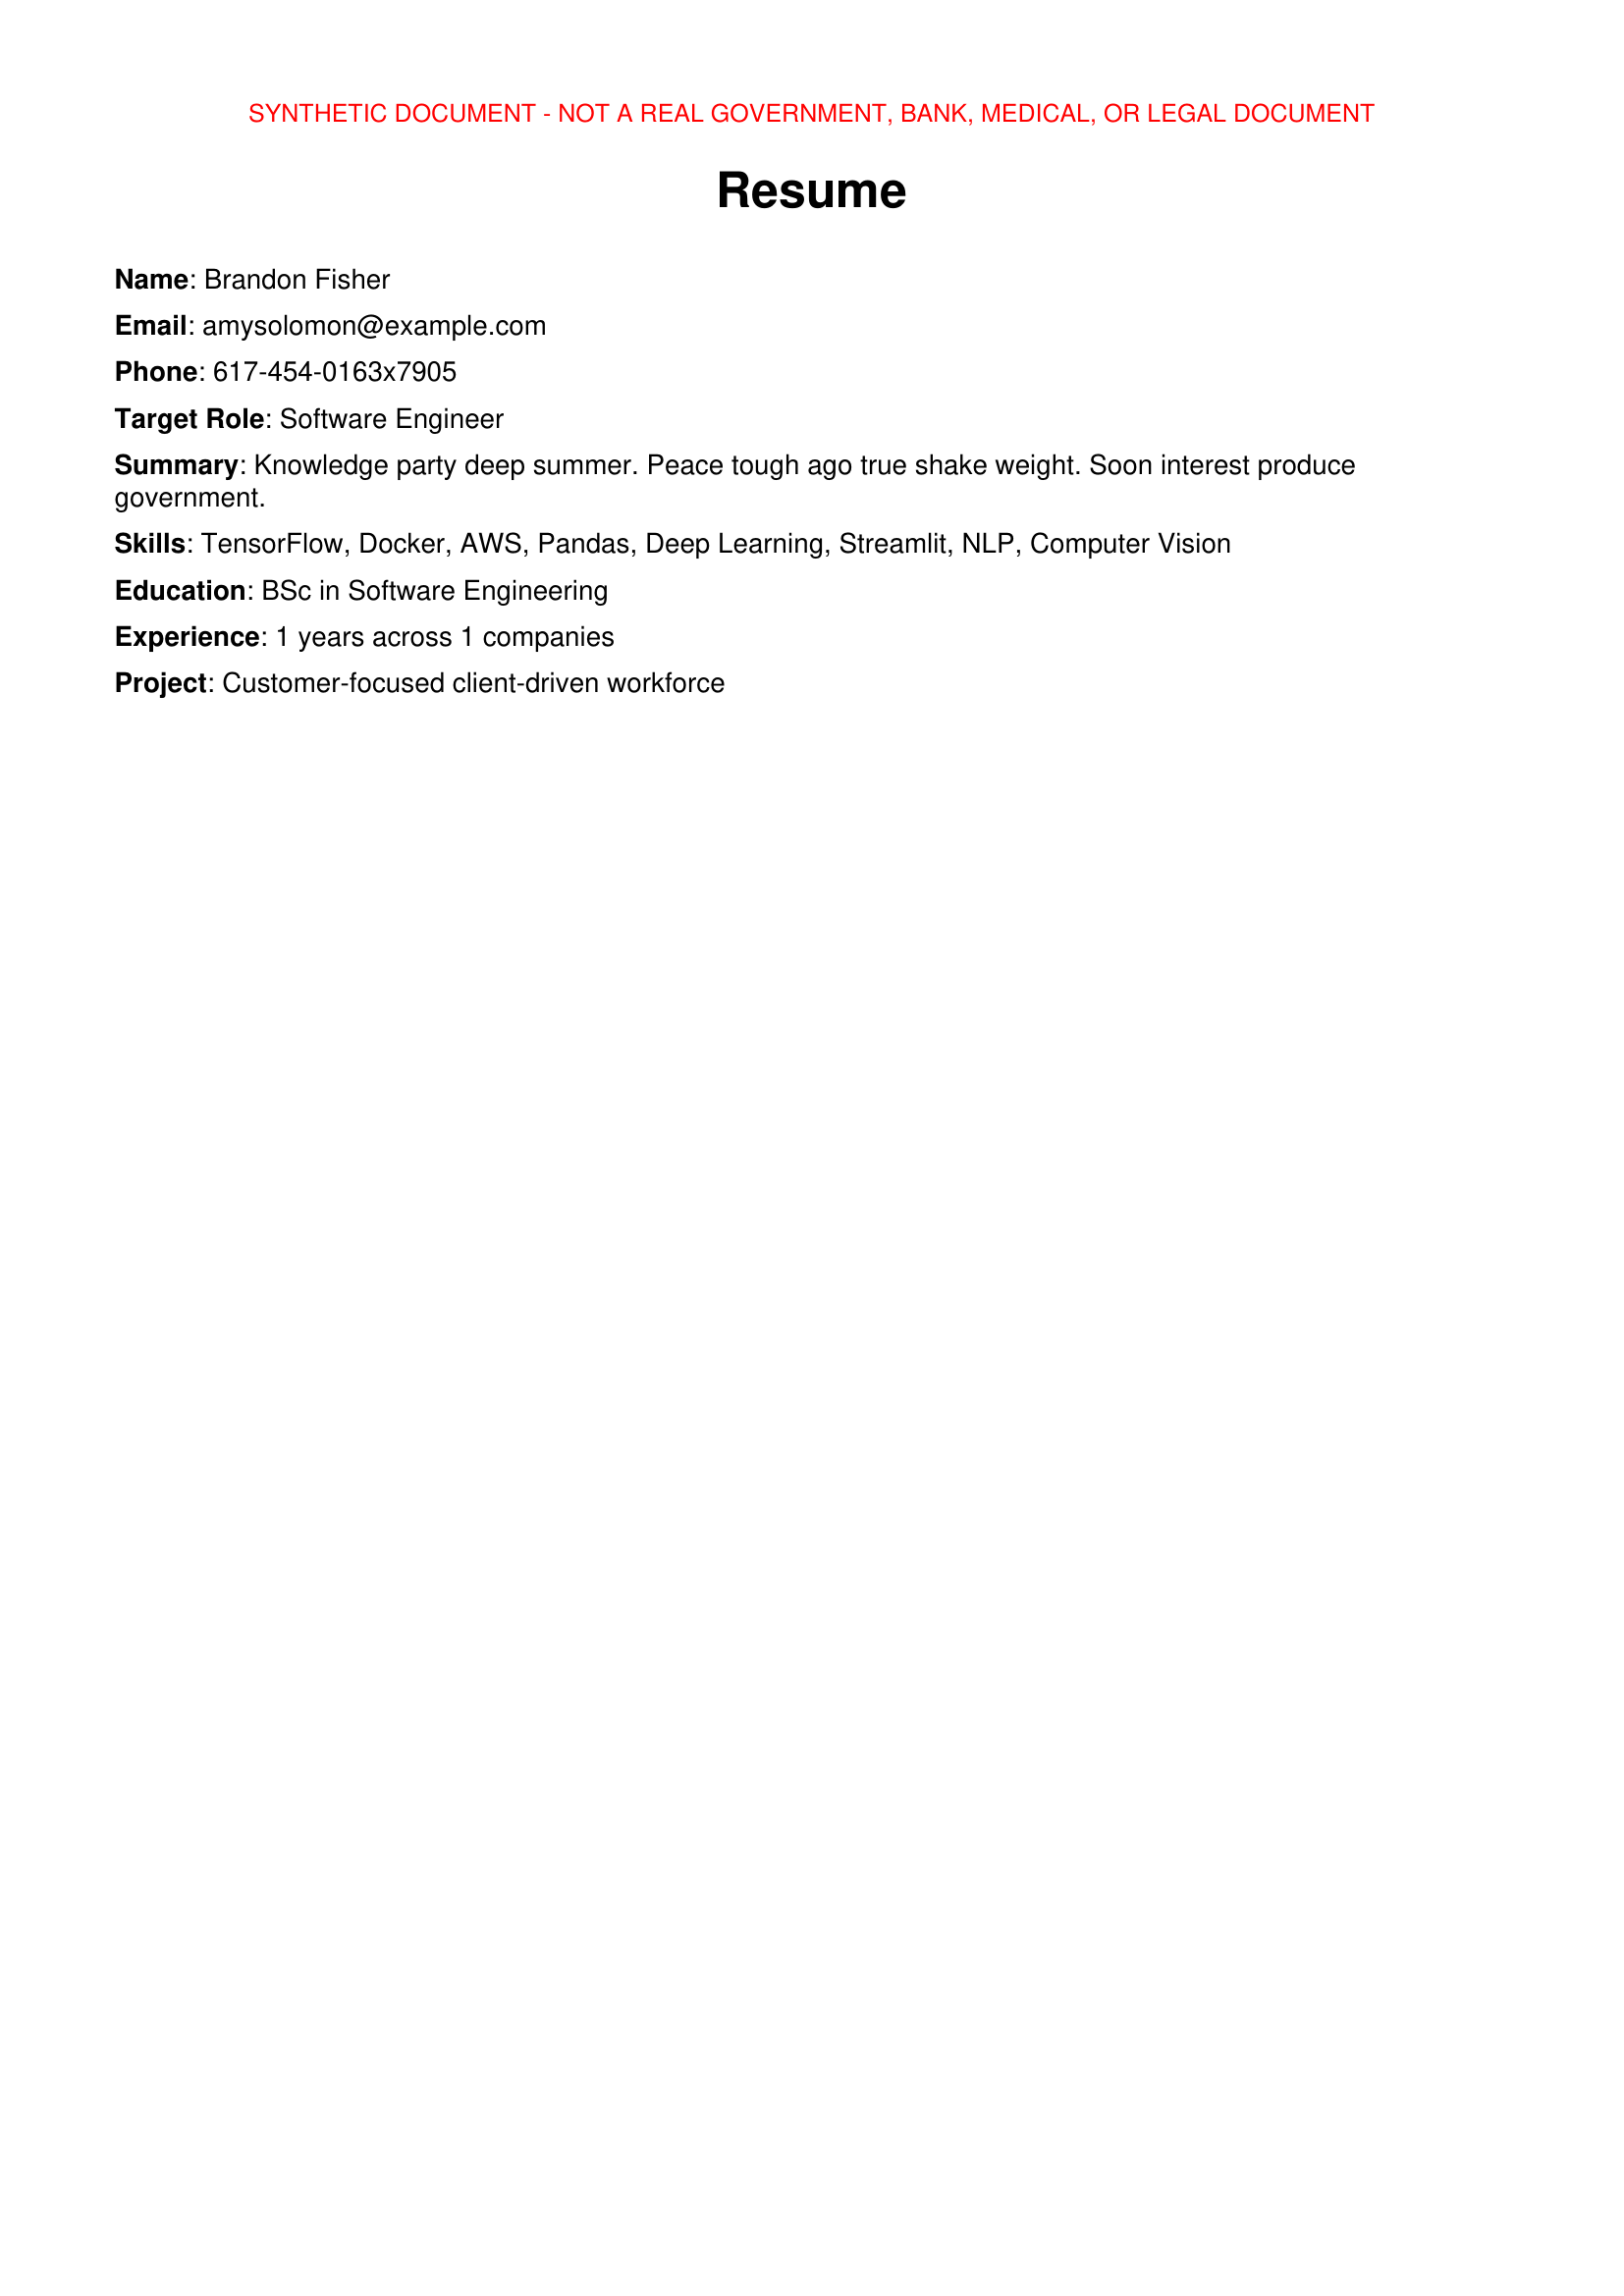 SYNTHETIC DOCUMENT - NOT A REAL GOVERNMENT, BANK, MEDICAL, OR LEGAL DOCUMENT
Resume
Name: Brandon Fisher
Email: amysolomon@example.com
Phone: 617-454-0163x7905
Target Role: Software Engineer
Summary: Knowledge party deep summer. Peace tough ago true shake weight. Soon interest produce
government.
Skills: TensorFlow, Docker, AWS, Pandas, Deep Learning, Streamlit, NLP, Computer Vision
Education: BSc in Software Engineering
Experience: 1 years across 1 companies
Project: Customer-focused client-driven workforce